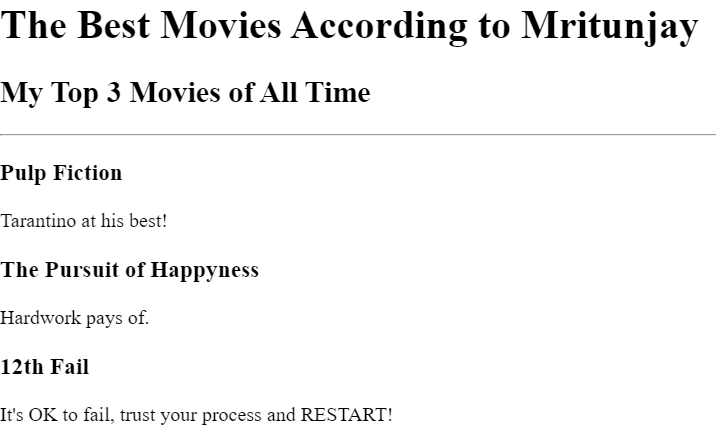 The Best Movies According to Mritunjay
My Top 3 Movies of All Time
Pulp Fiction
Tarantino at his best!
The Pursuit of Happyness
Hardwork pays of.
12th Fail
It's OK to fail, trust your process and RESTART!